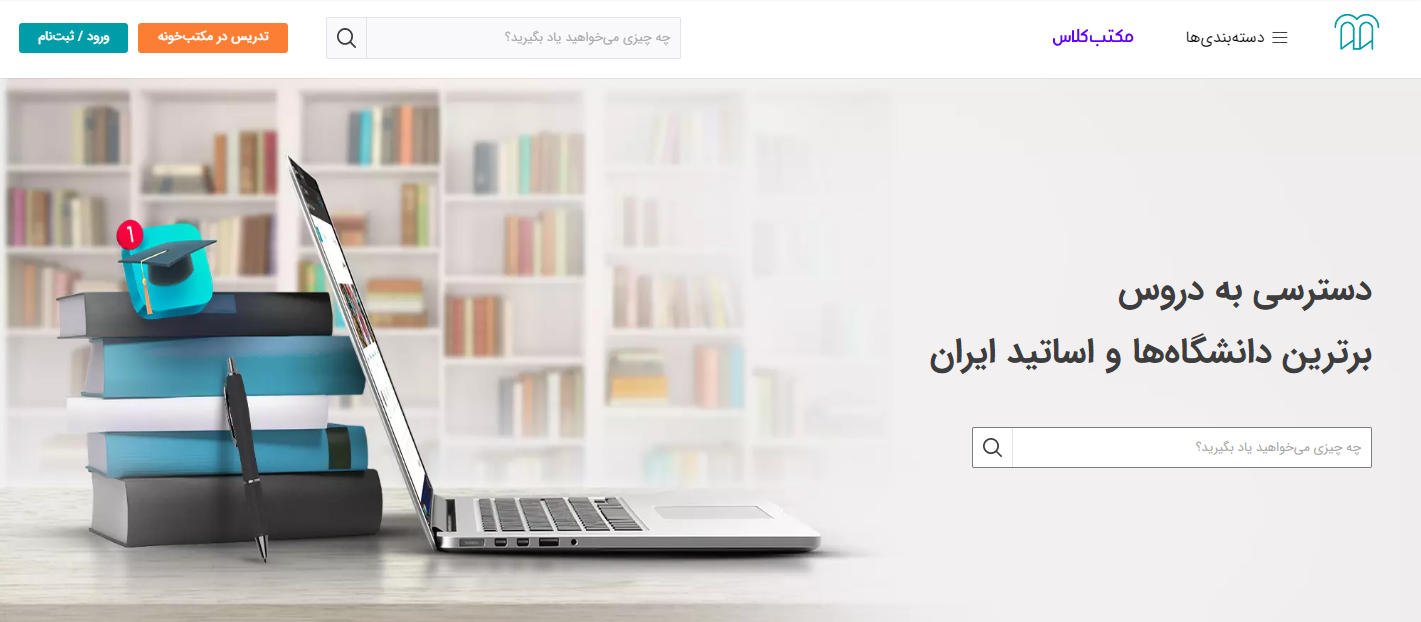 دسته‌بندی‌ها
مکتب‌کلاس
چه چیزی می‌خواهید یاد بگیرید؟
تدریس در مکتب‌خونه
ورود / ثبت‌نام
۱
دسترسی به دروس
برترین دانشگاه‌ها و اساتید ایران
چه چیزی می‌خواهید یاد بگیرید؟